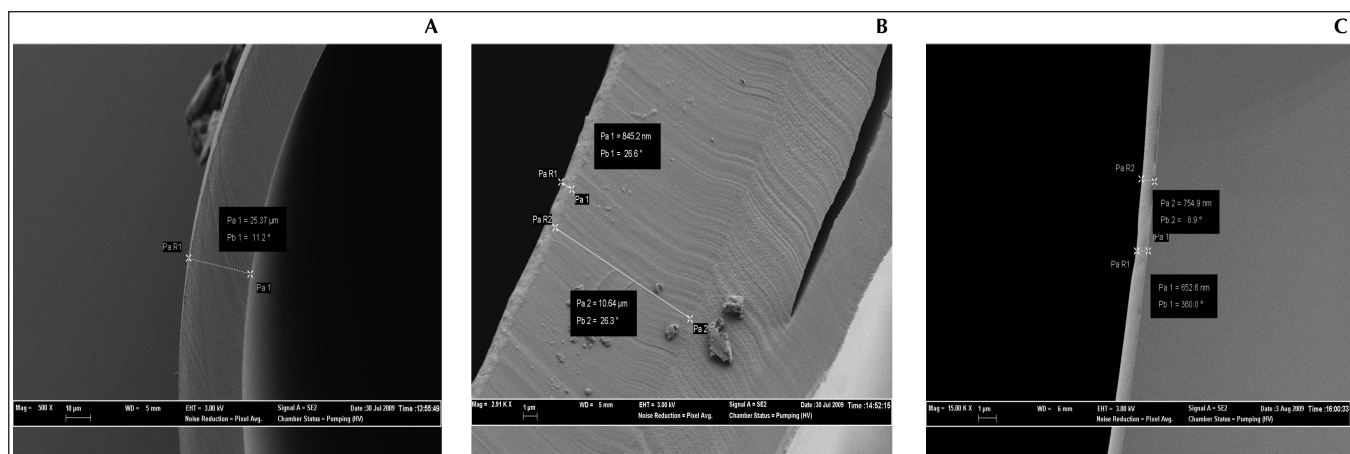 A
Pa R1
Pa 1 = 25.37 µm
Pb 1 = 11.2 °
Pa 1
Mag = 500 X
10 µm
WD = 5 mm
EHT = 3.00 kV
Noise Reduction = Pixel Avg.
Signal A = SE2
Chamber Status = Pumping (HV)
Date :30 Jul 2009 Time :13:55:49
B
Pa 1 = 845.2 nm
Pb 1 = 26.6 °
Pa R1
Pa 1
Pa R2
Pa 2 = 10.64 µm
Pb 2 = 26.3 °
Pa 2
Mag = 2.91 K X
1 µm
WD = 5 mm
EHT = 3.00 kV
Noise Reduction = Pixel Avg.
Signal A = SE2
Chamber Status = Pumping (HV)
Date :30 Jul 2009 Time :14:52:15
C
Pa R2
Pa 2 = 754.9 nm
Pb 2 = 8.9 °
Pa 1
Pa R1
Pa 1 = 652.6 nm
Pb 1 = 360.0 °
Mag = 15.00 K X
1 µm
WD = 6 mm
EHT = 3.00 kV
Noise Reduction = Pixel Avg.
Signal A = SE2
Chamber Status = Pumping (HV)
Date :3 Aug 2009 Time :16:00:33